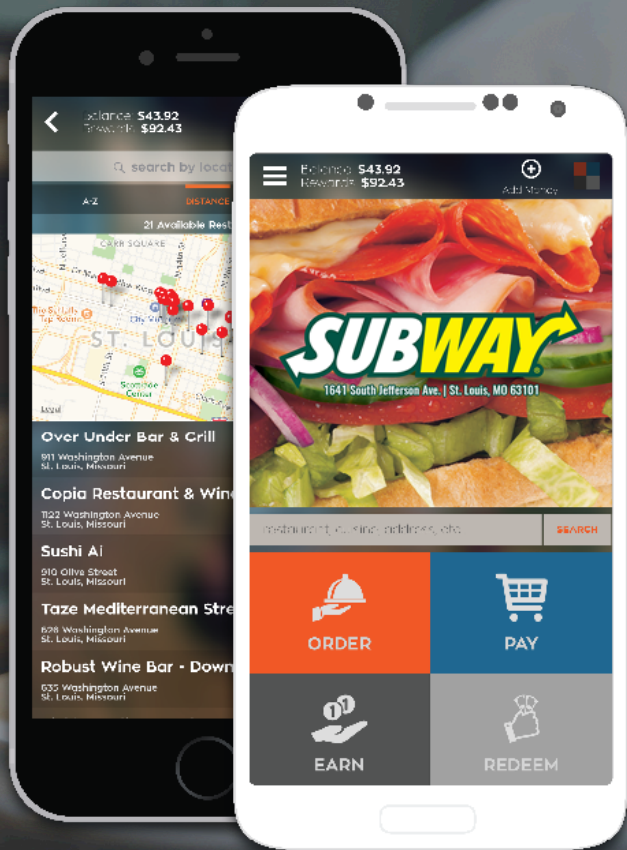 Balance $43.92
Rewards $92.43
search by locat
A-Z
DISTANCE
21 Available Rest
CARR SQUARE
City
ST. LOUIS
Scottrade
Center
Legal
Over Under Bar & Grill
911 Washington Avenue
St. Louis, Missouri
Copia Restaurant & Wine
1122 Washington Avenue
St. Louis, Missouri
Sushi Ai
910 Olive Street
St. Louis, Missouri
Taze Mediterranean Stre
626 Washington Avenue
St. Louis, Missouri
Robust Wine Bar - Down
635 Washington Avenue
St. Louis, Missouri
Balance $43.92
Rewards $92.43
Add Money
SUBWAY
1641 South Jefferson Ave. | St. Louis, MO 63101
restaurant, cuisine, address, etc
SEARCH
ORDER
PAY
EARN
REDEEM